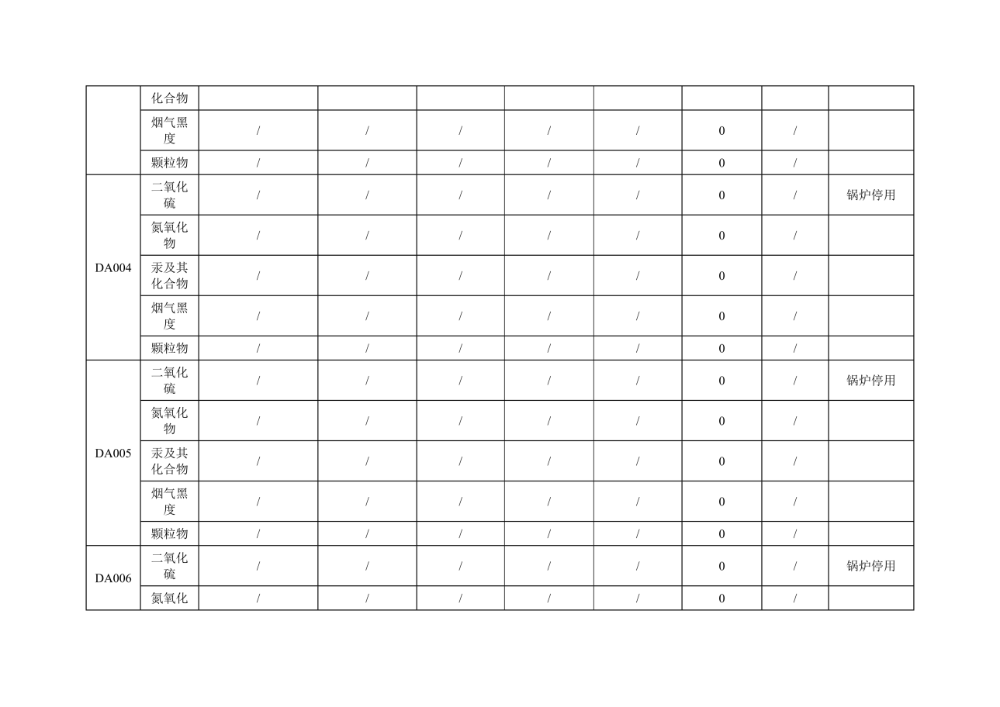 化合物
烟气黑
度
/ / / / / 0 /
颗粒物 / / / / / 0 /
DA004
二氧化
硫
/ / / / / 0 / 锅炉停用
氮氧化
物
/ / / / / 0 /
汞及其
化合物
/ / / / / 0 /
烟气黑
度
/ / / / / 0 /
颗粒物 / / / / / 0 /
DA005
二氧化
硫
/ / / / / 0 / 锅炉停用
氮氧化
物
/ / / / / 0 /
汞及其
化合物
/ / / / / 0 /
烟气黑
度
/ / / / / 0 /
颗粒物 / / / / / 0 /
DA006
二氧化
硫
/ / / / / 0 / 锅炉停用
氮氧化 / / / / / 0 /